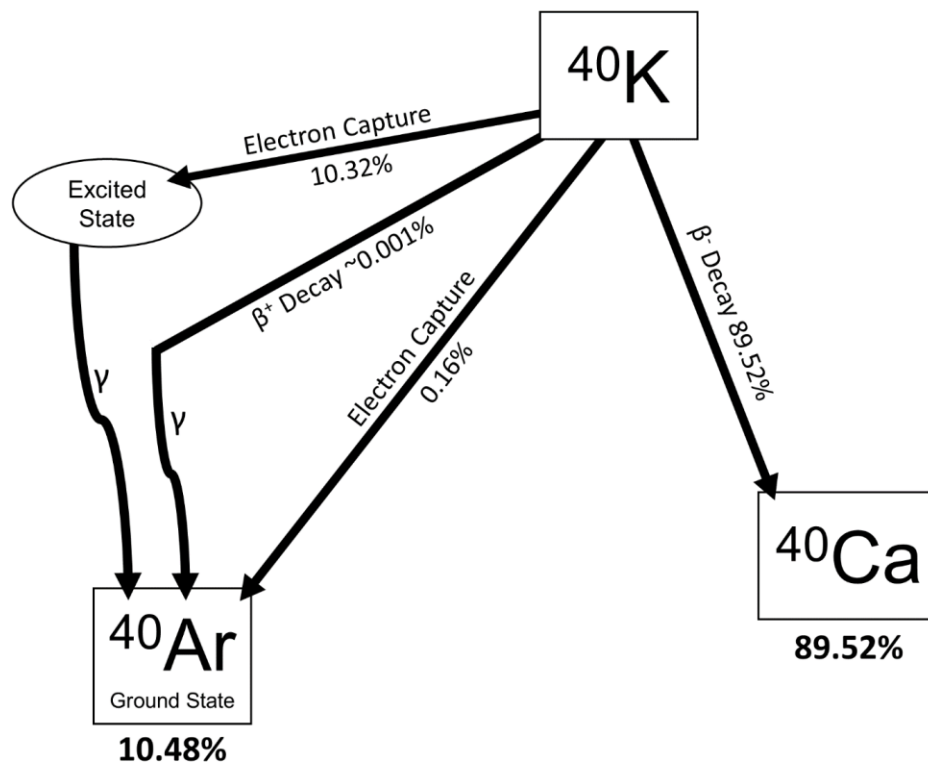 ⁴⁰K
Electron Capture
10.32%
Excited
State
β⁺ Decay ~0.001%
Electron Capture
0.16%
β⁻ Decay 89.52%
γ
γ
⁴⁰Ca
89.52%
⁴⁰Ar
Ground State
10.48%